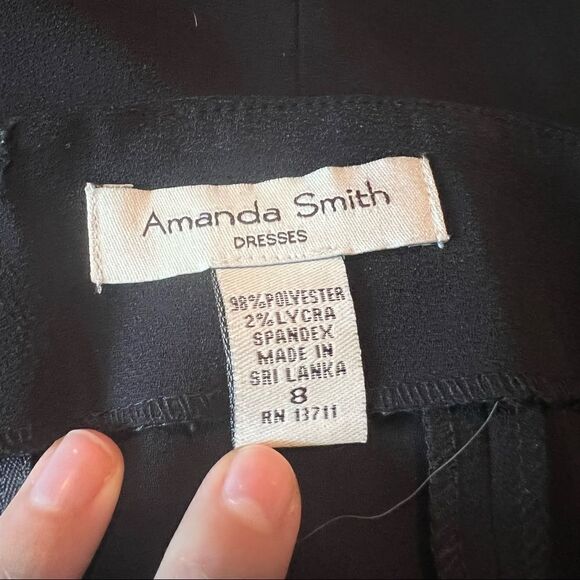 Amanda Smith
DRESSES
98% POLYESTER
2% LYCRA
SPANDEX
MADE IN
SRI LANKA
8
RN 13711